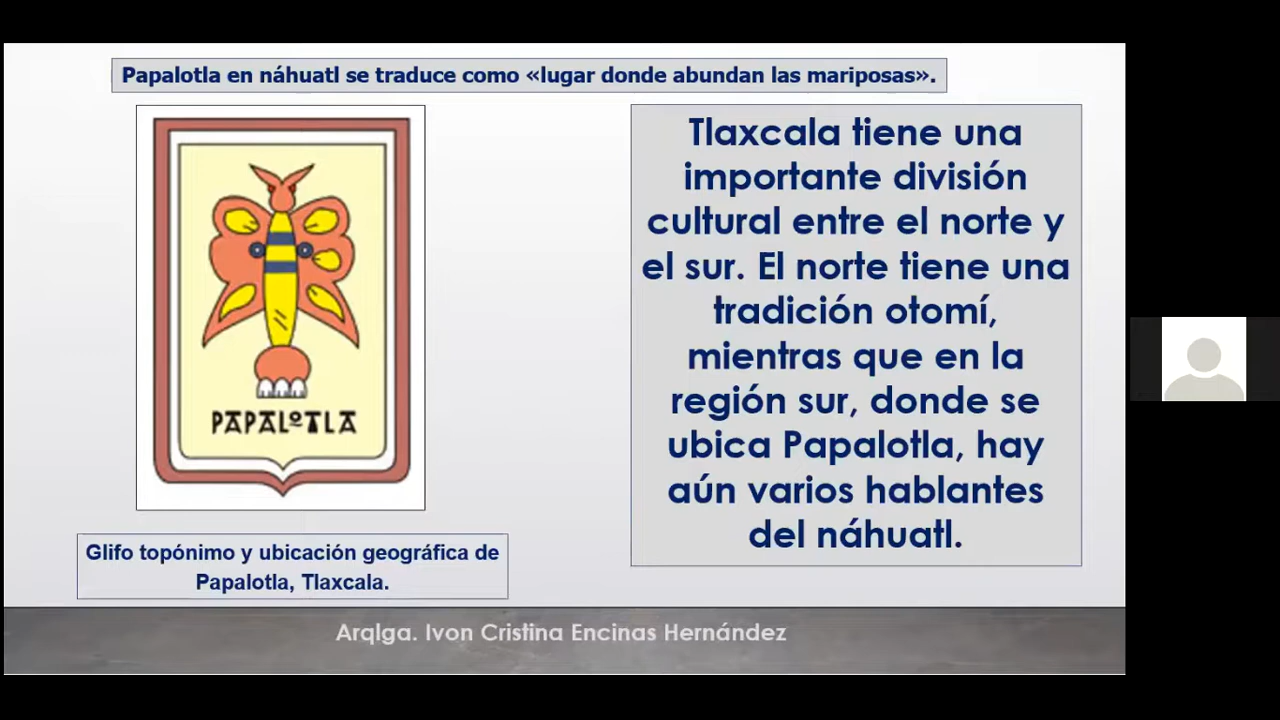 Papalotla en náhuatl se traduce como «lugar donde abundan las mariposas».
PAPALOTLA
Glifo topónimo y ubicación geográfica de
Papalotla, Tlaxcala.
Tlaxcala tiene una
importante división
cultural entre el norte y
el sur. El norte tiene una
tradición otomí,
mientras que en la
región sur, donde se
ubica Papalotla, hay
aún varios hablantes
del náhuatl.
Arqlga. Ivon Cristina Encinas Hernández